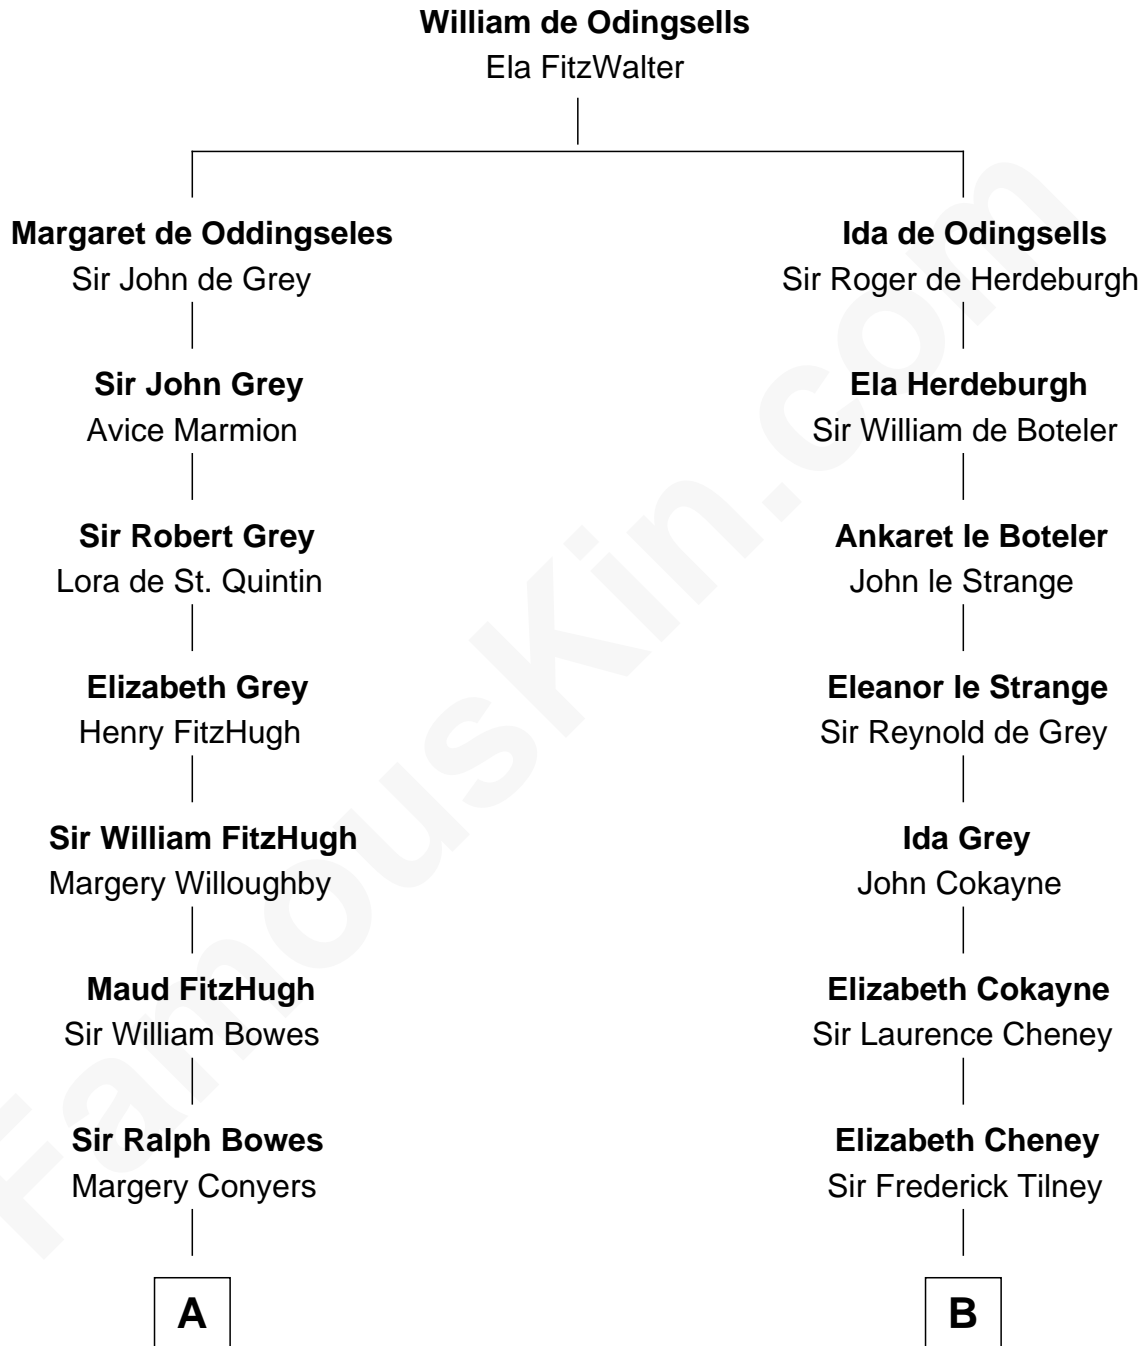 William de Odingsells
Ela FitzWalter
Margaret de Oddingseles
Sir John de Grey
Ida de Odingsells
Sir Roger de Herdeburgh
Sir John Grey
Avice Marmion
Ela Herdeburgh
Sir William de Boteler
Sir Robert Grey
Lora de St. Quintin
Ankaret le Boteler
John le Strange
Elizabeth Grey
Henry FitzHugh
Eleanor le Strange
Sir Reynold de Grey
Sir William FitzHugh
Margery Willoughby
Ida Grey
John Cokayne
Maud FitzHugh
Sir William Bowes
Elizabeth Cokayne
Sir Laurence Cheney
Sir Ralph Bowes
Margery Conyers
Elizabeth Cheney
Sir Frederick Tilney
A
B
FamousKin.com